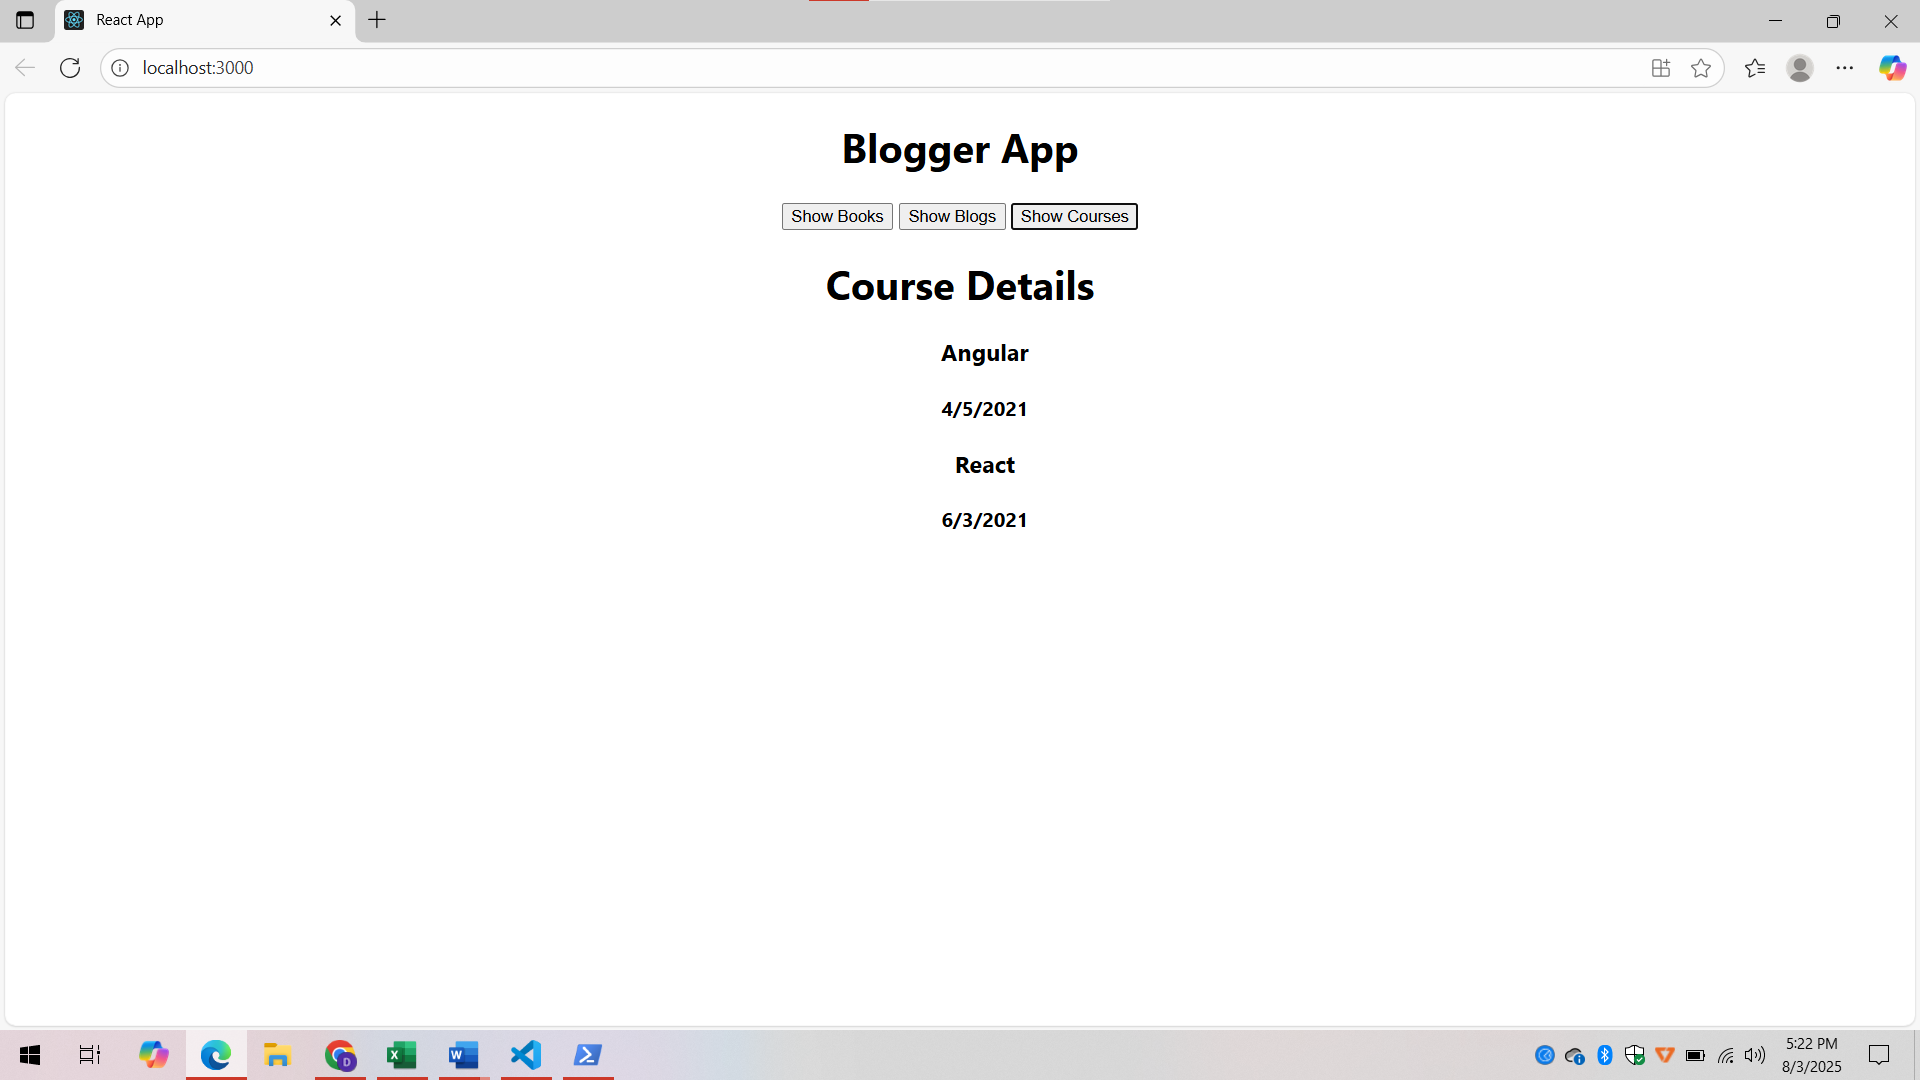 React App
localhost:3000
Blogger App
Show Books Show Blogs Show Courses
Course Details
Angular
4/5/2021
React
6/3/2021
D
X
W
5:22 PM
8/3/2025